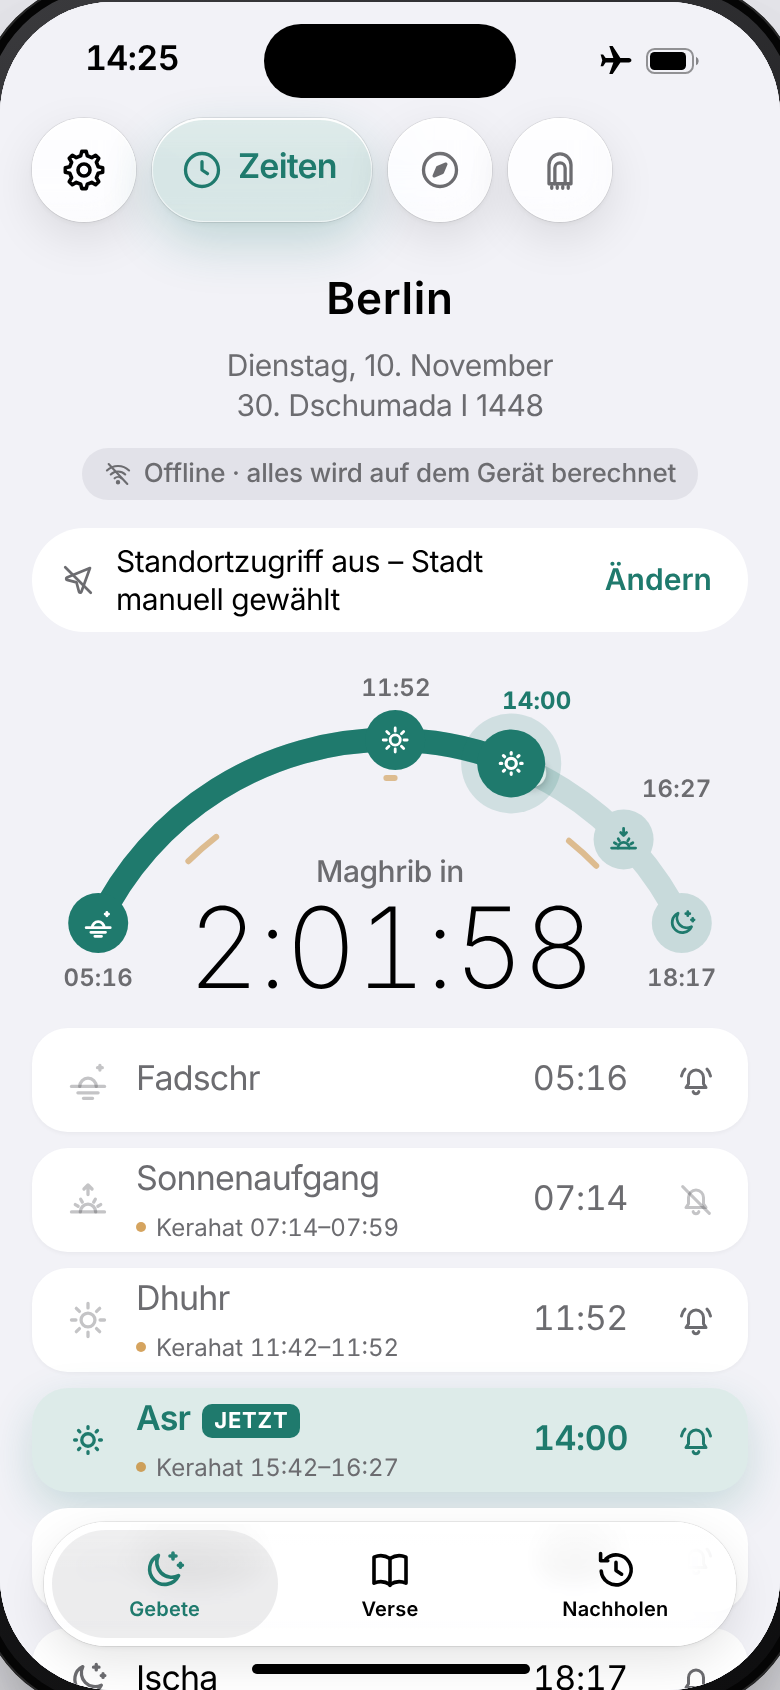 14:25
Zeiten
Berlin
Dienstag, 10. November
30. Dschumada I 1448
Offline · alles wird auf dem Gerät berechnet
Standortzugriff aus – Stadt
manuell gewählt
Ändern
11:52
14:00
16:27
Maghrib in
2:01:58
05:16
18:17
Fadschr
05:16
Sonnenaufgang
07:14
Kerahat 07:14–07:59
Dhuhr
11:52
Kerahat 11:42–11:52
Asr JETZT
14:00
Kerahat 15:42–16:27
Gebete
Verse
Nachholen
Ischa
18:17